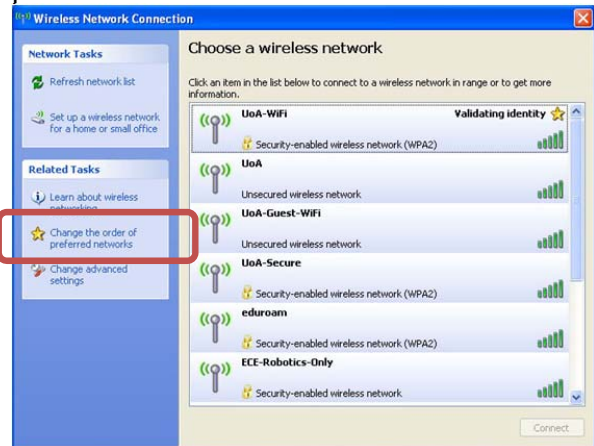 Wireless Network Connection
Network Tasks
Refresh network list
Set up a wireless network
for a home or small office
Related Tasks
Learn about wireless
networking
Change the order of
preferred networks
Change advanced
settings
Choose a wireless network
Click an item in the list below to connect to a wireless network in range or to get more
information.
UoA-WiFi Validating identity
Security-enabled wireless network (WPA2)
UoA
Unsecured wireless network
UoA-Guest-WiFi
Unsecured wireless network
UoA-Secure
Security-enabled wireless network (WPA2)
eduroam
Security-enabled wireless network (WPA2)
ECE-Robotics-Only
Security-enabled wireless network
Connect